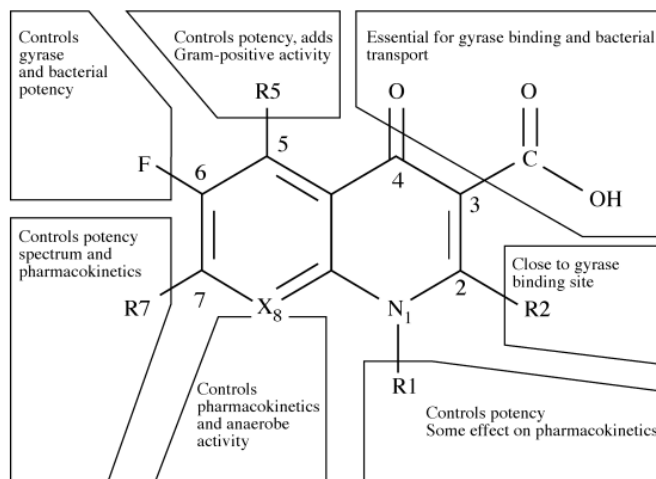 Controls
gyrase
and bacterial
potency
Controls potency, adds
Gram-positive activity
Essential for gyrase binding and bacterial
transport
R5
O
O
C
OH
F
6
5
4
3
Controls potency
spectrum and
pharmacokinetics
R7
7
X8
N1
2
R2
Close to gyrase
binding site
R1
Controls
pharmacokinetics
and anaerobe
activity
Controls potency
Some effect on pharmacokinetics